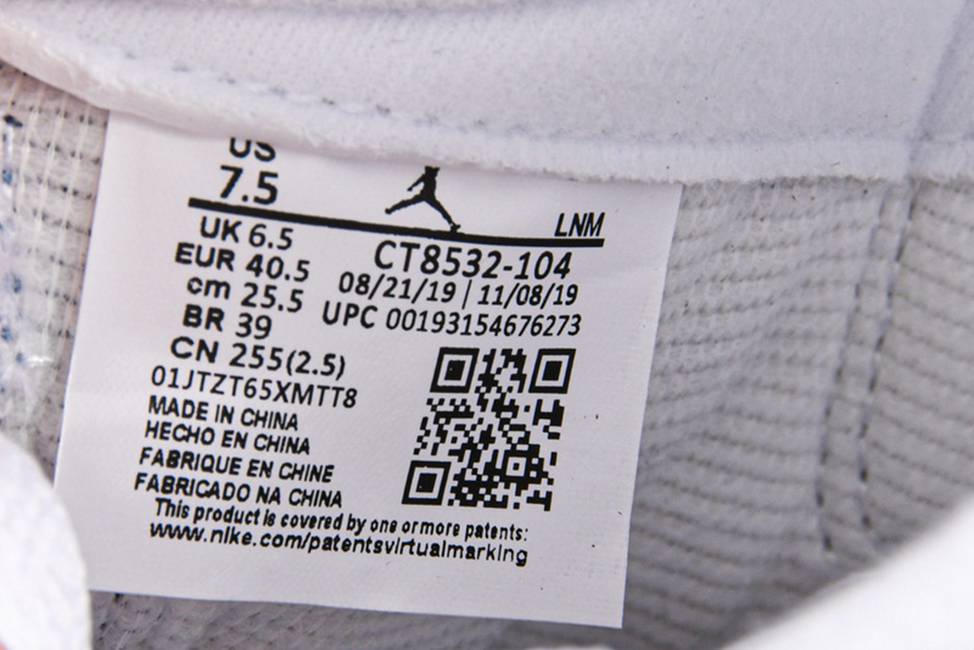 US
7.5
LNM
UK 6.5
EUR 40.5
cm 25.5
BR 39
CN 255(2.5)
CT8532-104
08/21/19 | 11/08/19
UPC 00193154676273
01JTZT65XMTT8
MADE IN CHINA
HECHO EN CHINA
FABRIQUE EN CHINE
FABRICADO NA CHINA
This product is covered by one or more patents:
www.nike.com/patentsvirtualmarking